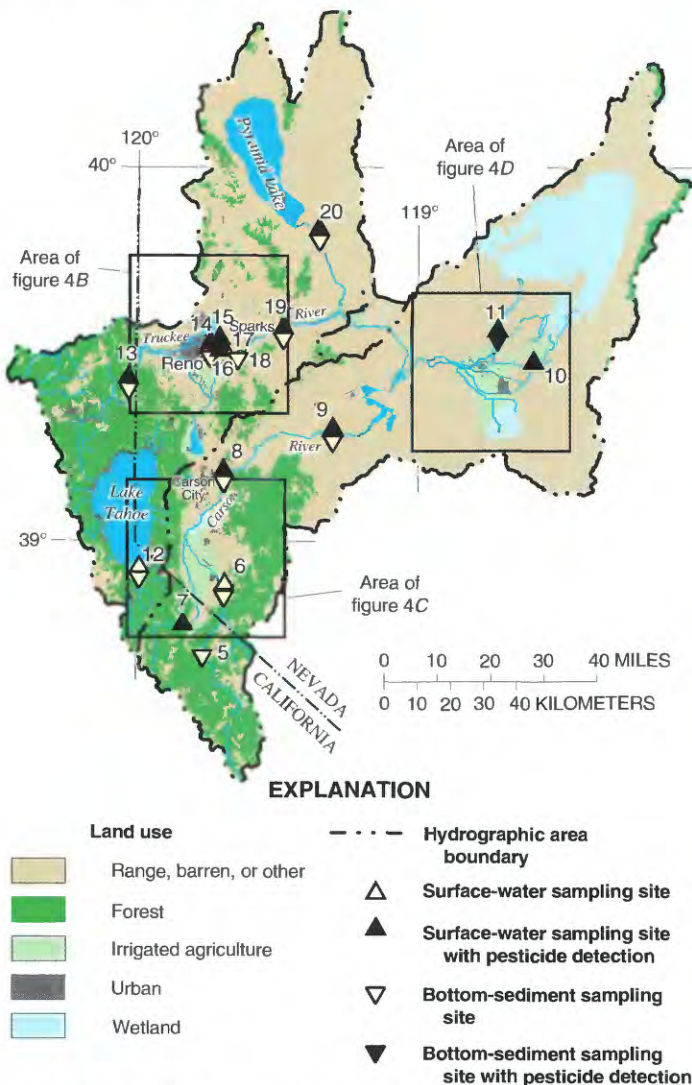 120°
40°
Pyramid Lake
Area of
figure 4D
119°
20
Area of
figure 4B
19
River
15
14
Sparks
11
Truckee
17
13
Reno
16
18
10
9
River
8
Carson
City
Lake
Tahoe
Carson
39°
12
6
Area of
figure 4C
7
5
NEVADA
CALIFORNIA
0 10 20 30 40 MILES
0 10 20 30 40 KILOMETERS
EXPLANATION
Land use
Range, barren, or other
Forest
Irrigated agriculture
Urban
Wetland
Hydrographic area
boundary
Surface-water sampling site
Surface-water sampling site
with pesticide detection
Bottom-sediment sampling
site
Bottom-sediment sampling
site with pesticide detection